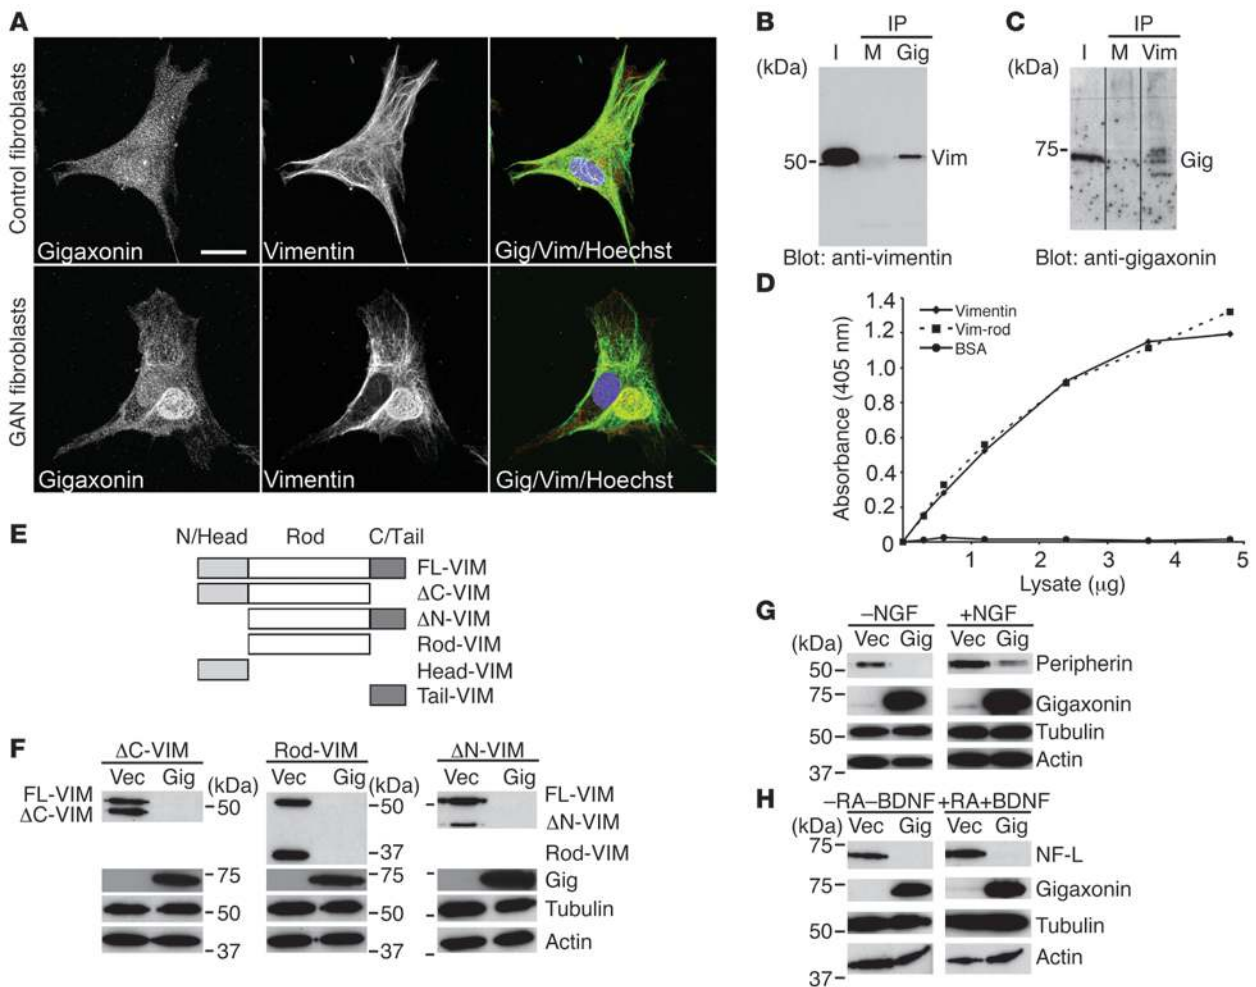 A
Control fibroblasts
Gigaxonin
Vimentin
Gig/Vim/Hoechst
GAN fibroblasts
Gigaxonin
Vimentin
Gig/Vim/Hoechst
B
IP
(kDa)
I M Gig
50
Vim
Blot: anti-vimentin
C
IP
(kDa)
I M Vim
75
Gig
Blot: anti-gigaxonin
D
Absorbance (405 nm)
1.4
1.2
1.0
0.8
0.6
0.4
0.2
0
Vimentin
Vim-rod
BSA
1 2 3 4 5
Lysate (μg)
E
N/Head Rod C/Tail
FL-VIM
ΔC-VIM
ΔN-VIM
Rod-VIM
Head-VIM
Tail-VIM
F
ΔC-VIM
Vec Gig
FL-VIM
ΔC-VIM
(kDa)
50
75
50
37
Rod-VIM
Vec Gig
(kDa)
50
37
75
50
37
ΔN-VIM
Vec Gig
FL-VIM
ΔN-VIM
Rod-VIM
Gig
Tubulin
Actin
G
–NGF +NGF
(kDa)
Vec Gig Vec Gig
50
Peripherin
75
Gigaxonin
50
Tubulin
Actin
37
H
–RA–BDNF +RA+BDNF
(kDa)
Vec Gig Vec Gig
75
NF-L
75
Gigaxonin
50
Tubulin
Actin
37